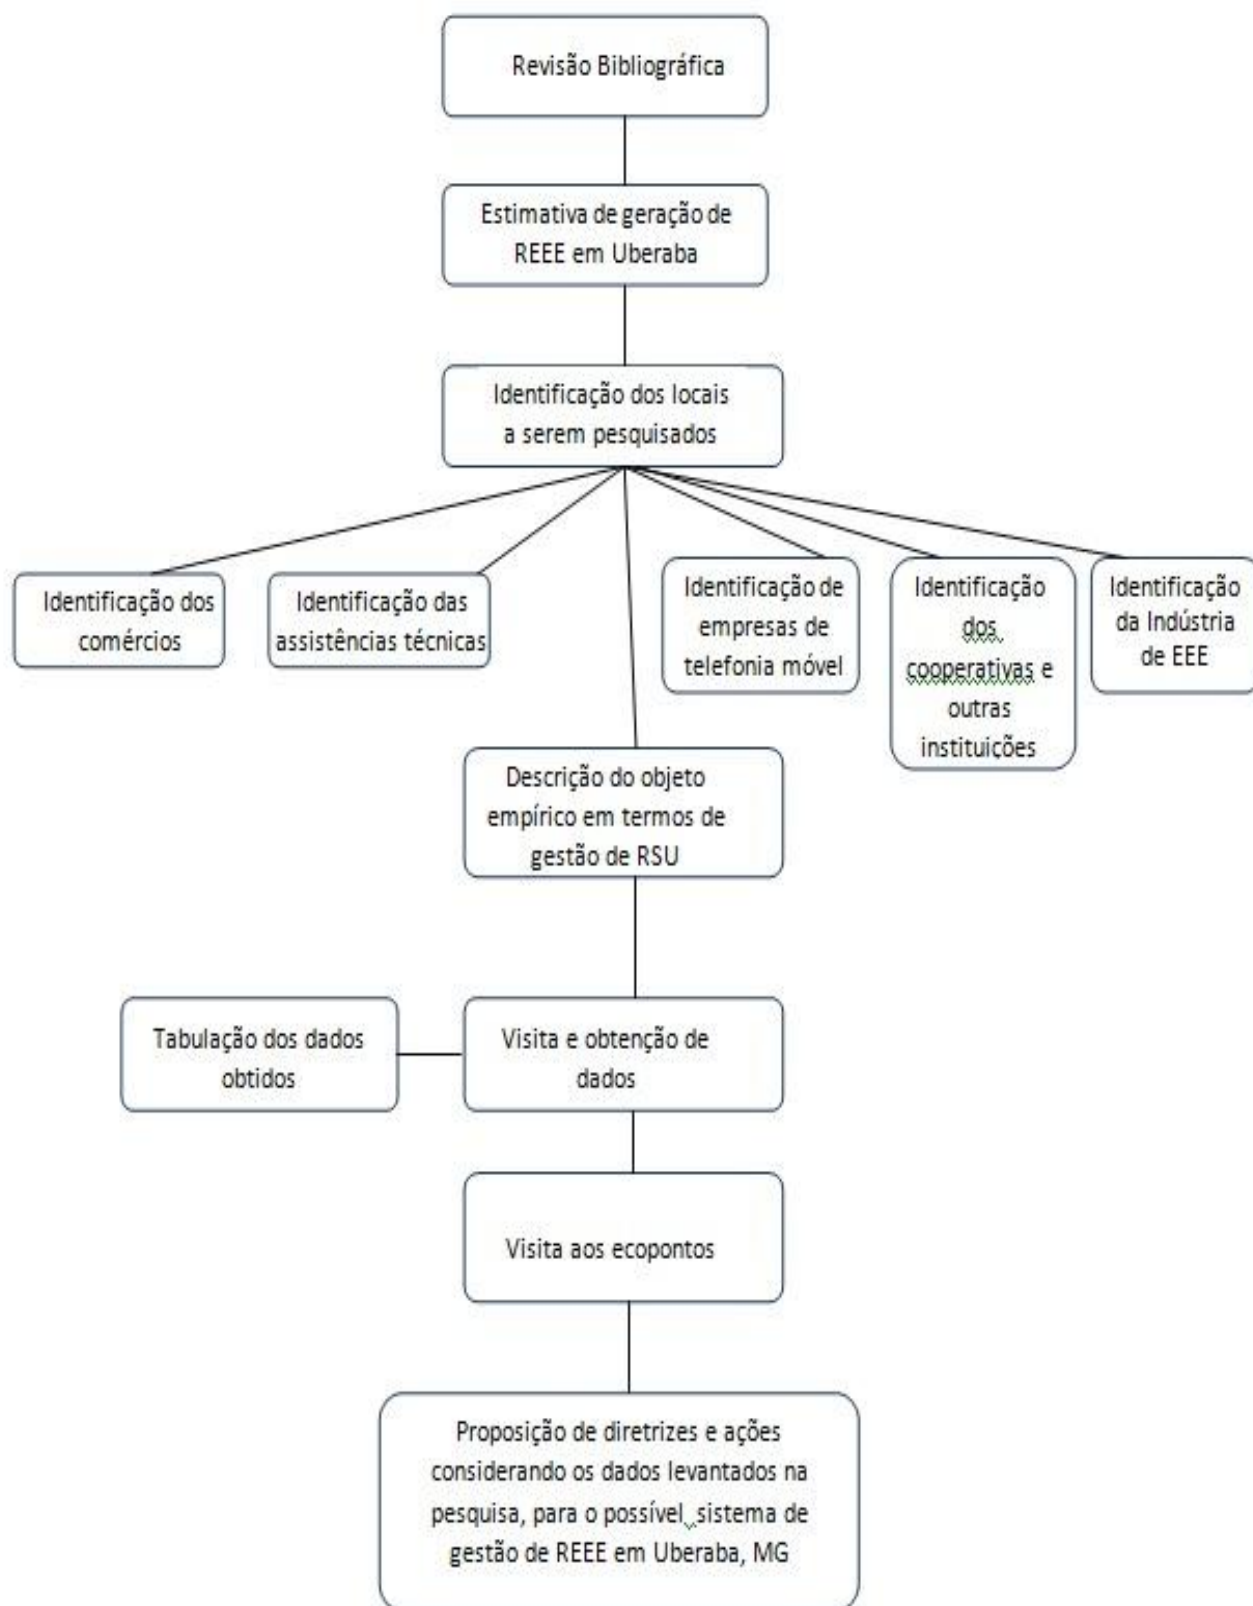 Revisão Bibliográfica
Estimativa de geração de
REEE em Uberaba
Identificação dos locais
a serem pesquisados
Identificação dos
comércios
Identificação das
assistências técnicas
Identificação de
empresas de
telefonia móvel
Identificação
dos
cooperativas e
outras
instituições
Identificação
da Indústria
de EEE
Descrição do objeto
empírico em termos de
gestão de RSU
Tabulação dos dados
obtidos
Visita e obtenção de
dados
Visita aos ecopontos
Proposição de diretrizes e ações
considerando os dados levantados na
pesquisa, para o possível sistema de
gestão de REEE em Uberaba, MG